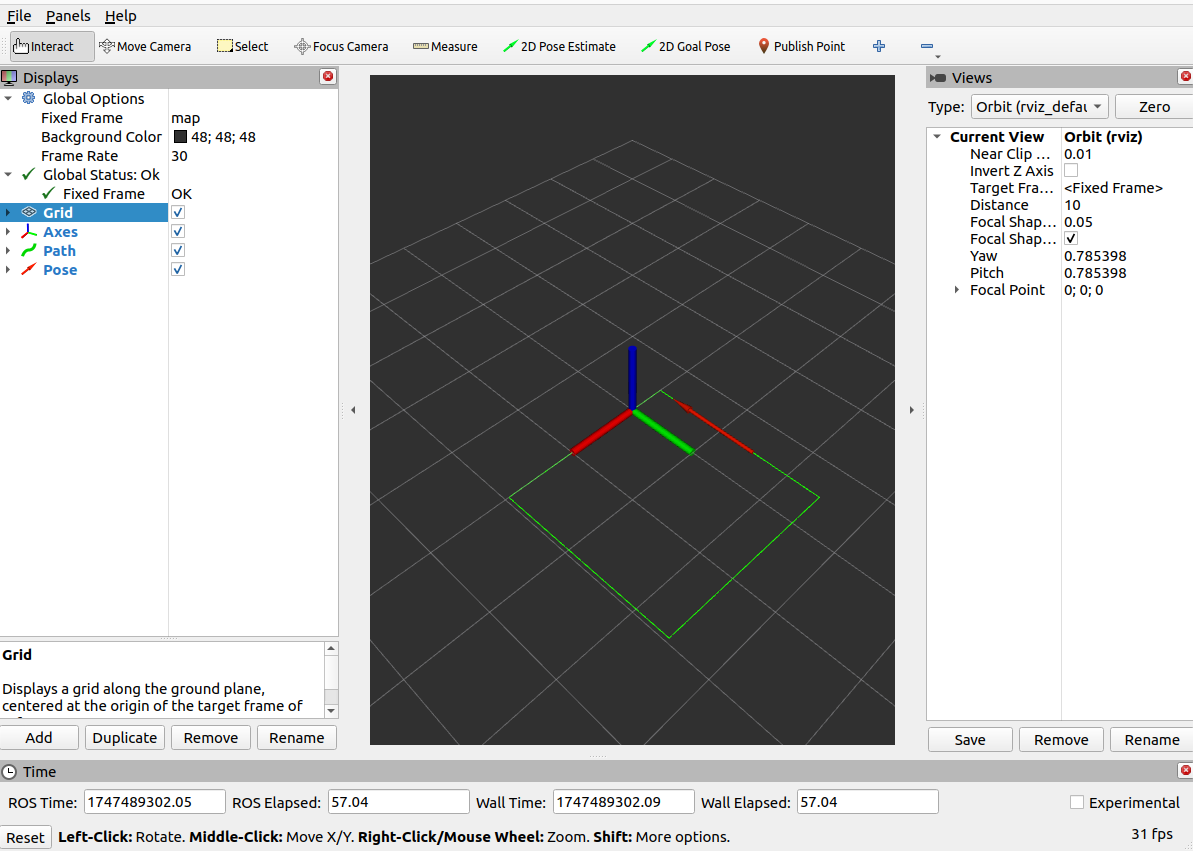 File Panels Help
Interact Move Camera Select Focus Camera Measure 2D Pose Estimate 2D Goal Pose Publish Point
Displays
Global Options
Fixed Frame map
Background Color 48; 48; 48
Frame Rate 30
Global Status: Ok
Fixed Frame OK
Grid
Axes
Path
Pose
Grid
Displays a grid along the ground plane,
centered at the origin of the target frame of
Add Duplicate Remove Rename
Views
Type: Orbit (rviz_defau Zero
Current View Orbit (rviz)
Near Clip ... 0.01
Invert Z Axis
Target Fra... <Fixed Frame>
Distance 10
Focal Shap... 0.05
Focal Shap...
Yaw 0.785398
Pitch 0.785398
Focal Point 0; 0; 0
Save Remove Rename
Time
ROS Time: 1747489302.05 ROS Elapsed: 57.04 Wall Time: 1747489302.09 Wall Elapsed: 57.04 Experimental
Reset Left-Click: Rotate. Middle-Click: Move X/Y. Right-Click/Mouse Wheel: Zoom. Shift: More options. 31 fps